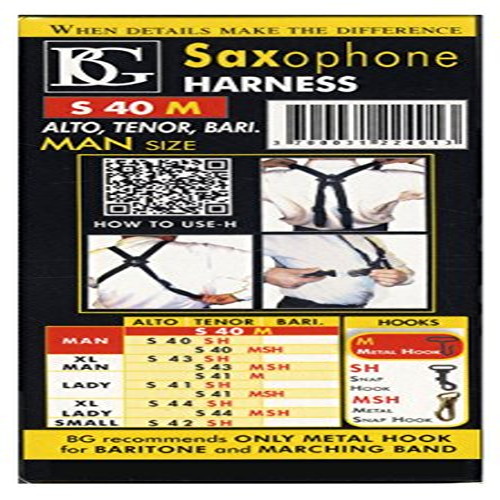 WHEN DETAILS MAKE THE DIFFERENCE
BG
Saxophone
HARNESS
S 40 M
ALTO, TENOR, BARI.
MAN SIZE
3 760031 224013
HOW TO USE-H
ALTO TENOR BARI.
S 40 M
MAN S 40 SH
S 40 MSH
XL MAN S 43 SH
S 43 MSH
S 41 M
LADY S 41 SH
S 41 MSH
XL LADY S 44 SH
S 44 MSH
SMALL S 42 SH
HOOKS
M
METAL HOOK
SH
SNAP
HOOK
MSH
METAL
SNAP HOOK
BG recommends ONLY METAL HOOK
for BARITONE and MARCHING BAND